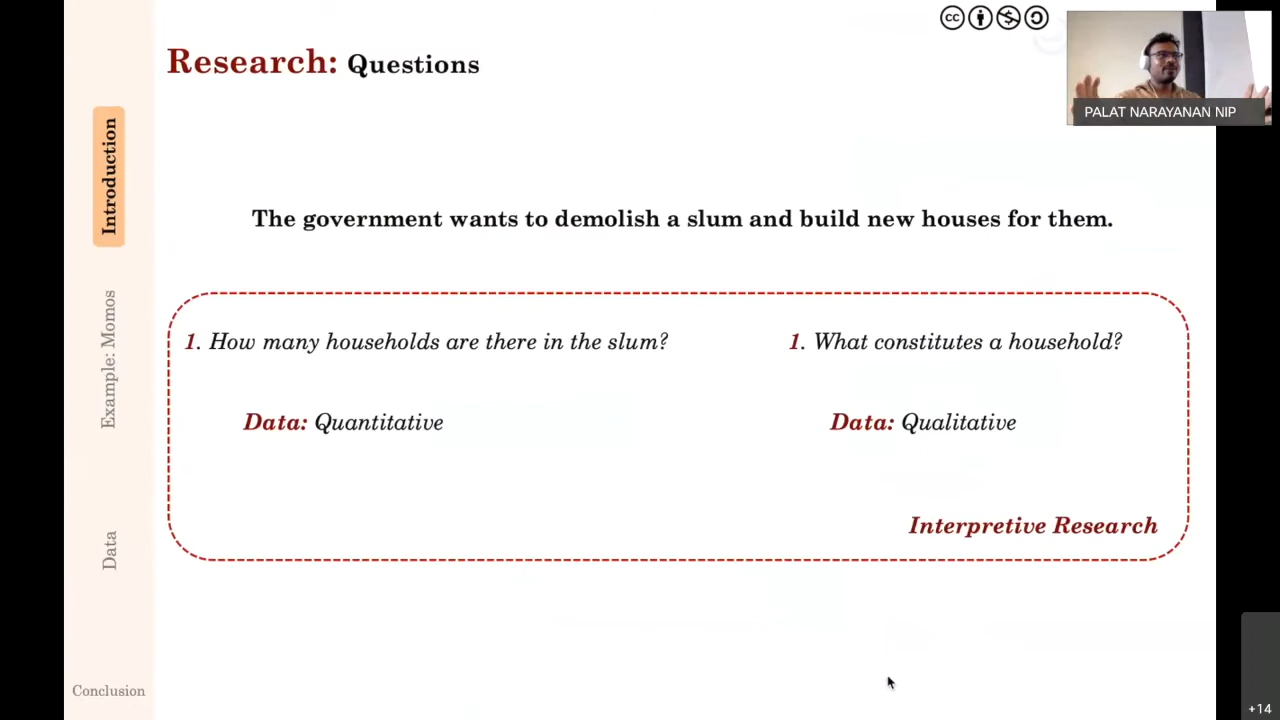 Research: Questions
cc
PALAT NARAYANAN NIP
Introduction
Example: Momos
Data
Conclusion
The government wants to demolish a slum and build new houses for them.
1. How many households are there in the slum?
Data: Quantitative
1. What constitutes a household?
Data: Qualitative
Interpretive Research
+14